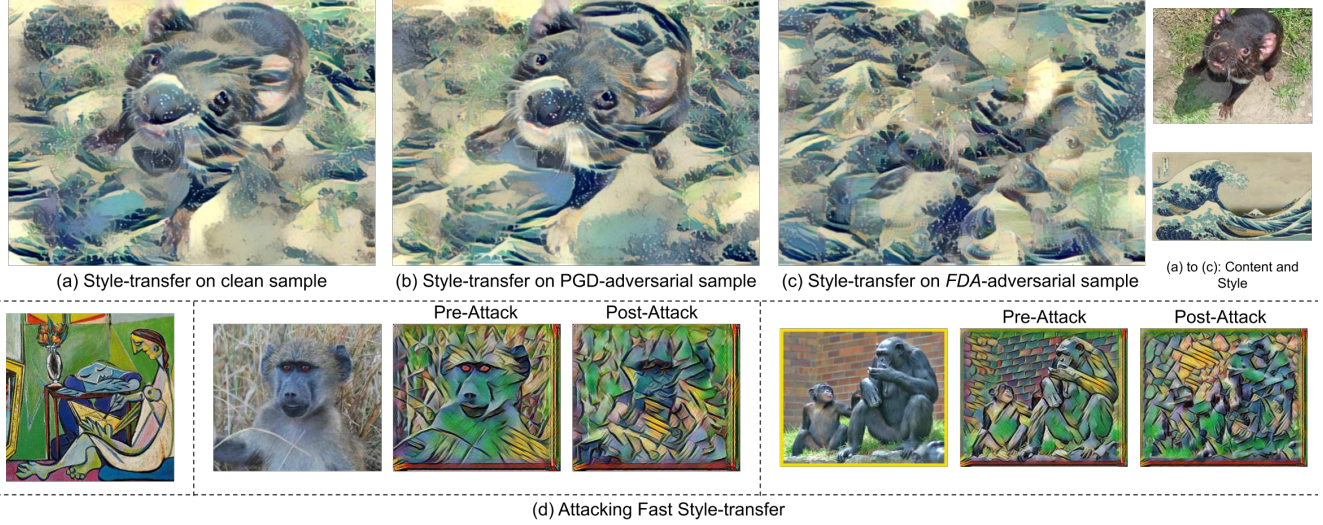 (a) Style-transfer on clean sample
(b) Style-transfer on PGD-adversarial sample
(c) Style-transfer on FDA-adversarial sample
(a) to (c): Content and
Style
Pre-Attack
Post-Attack
Pre-Attack
Post-Attack
(d) Attacking Fast Style-transfer